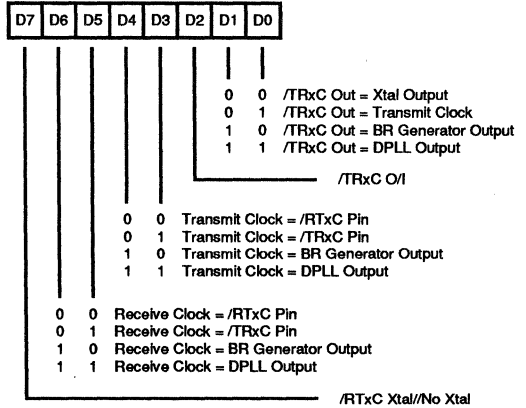 D7 D6 D5 D4 D3 D2 D1 D0
0 0 /TRxC Out = Xtal Output
0 1 /TRxC Out = Transmit Clock
1 0 /TRxC Out = BR Generator Output
1 1 /TRxC Out = DPLL Output
/TRxC O/I
0 0 Transmit Clock = /RTxC Pin
0 1 Transmit Clock = /TRxC Pin
1 0 Transmit Clock = BR Generator Output
1 1 Transmit Clock = DPLL Output
0 0 Receive Clock = /RTxC Pin
0 1 Receive Clock = /TRxC Pin
1 0 Receive Clock = BR Generator Output
1 1 Receive Clock = DPLL Output
/RTxC Xtal//No Xtal